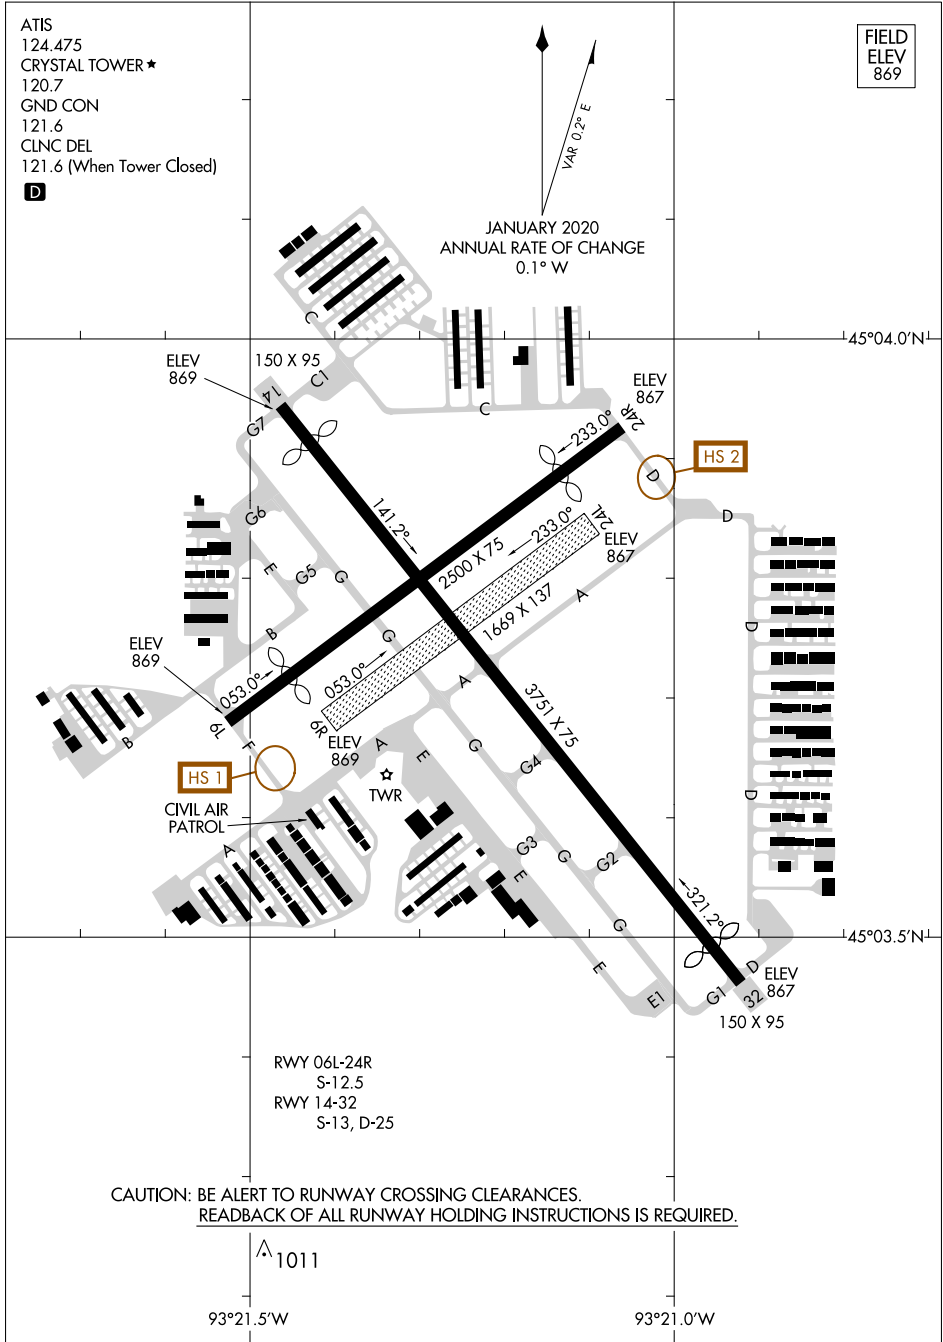 ATIS
124.475
CRYSTAL TOWER ★
120.7
GND CON
121.6
CLNC DEL
121.6 (When Tower Closed)
D
FIELD
ELEV
869
VAR 0.2° E
JANUARY 2020
ANNUAL RATE OF CHANGE
0.1° W
C
45°04.0'N
ELEV
869
150 X 95
C1
14
G7
C
ELEV
867
24R
233.0°
HS 2
D
D
G6
141.2°
2500 X 75
233.0°
24L
ELEV
867
E
G5
G
1669 X 137
A
B
G
D
ELEV
869
053.0°
053.0°
A
3751 X 75
6L
6R
B
F
ELEV
869
A
E
G
G4
HS 1
TWR
D
CIVIL AIR
PATROL
A
G3
E
G
G2
321.2°
G
45°03.5'N
E
D
E1
G1
32
ELEV
867
150 X 95
RWY 06L-24R
S-12.5
RWY 14-32
S-13, D-25
CAUTION: BE ALERT TO RUNWAY CROSSING CLEARANCES.
READBACK OF ALL RUNWAY HOLDING INSTRUCTIONS IS REQUIRED.
1011
93°21.5'W
93°21.0'W